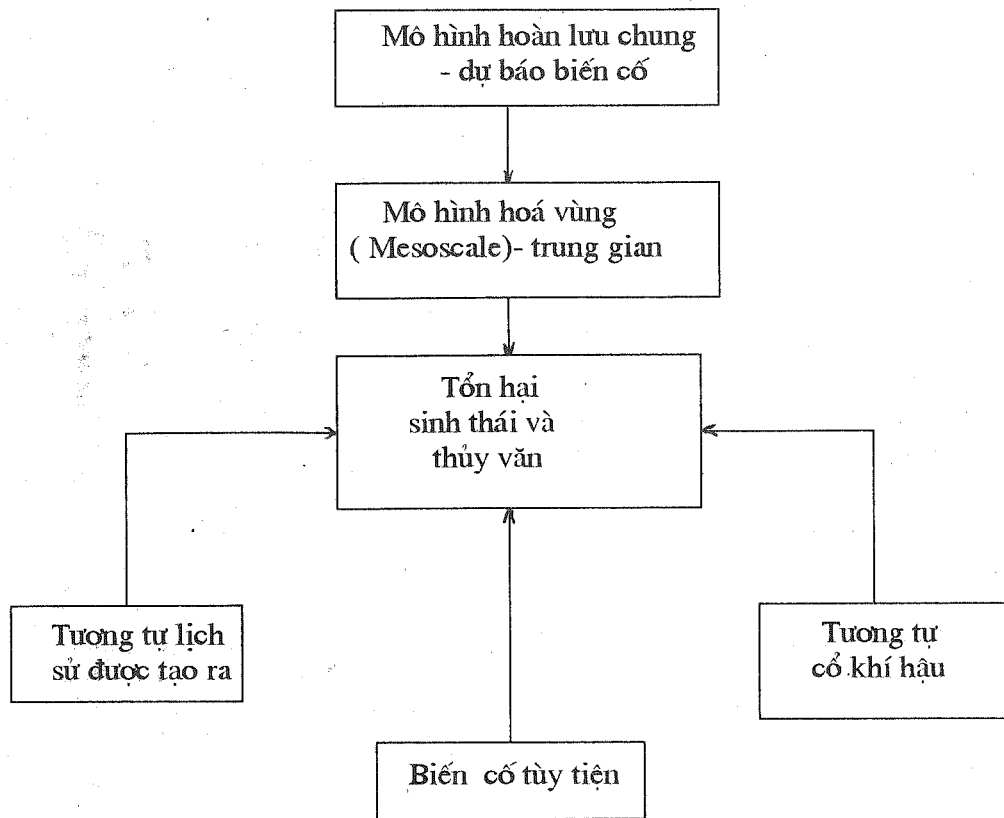 Mô hình hoàn lưu chung
- dự báo biến cố
Mô hình hoá vùng
( Mesoscale)- trung gian
Tổn hại
sinh thái và
thủy văn
Tương tự lịch
sử được tạo ra
Tương tự
cổ khí hậu
Biến cố tùy tiện